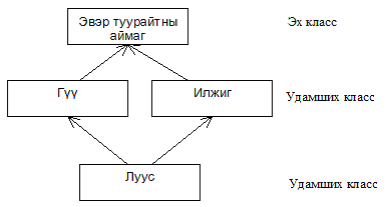 Эвэр туурайтны
аймаг
Эх класс
Гүү
Илжиг
Удамших класс
Луус
Удамших класс